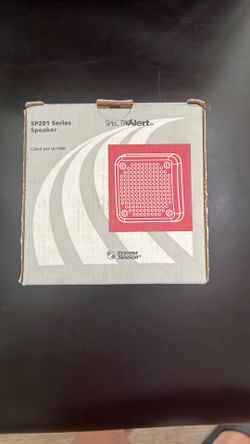 SP201 Series
Speaker
SPECTRAlert
Listed per UL1480
SYSTEM
SENSOR